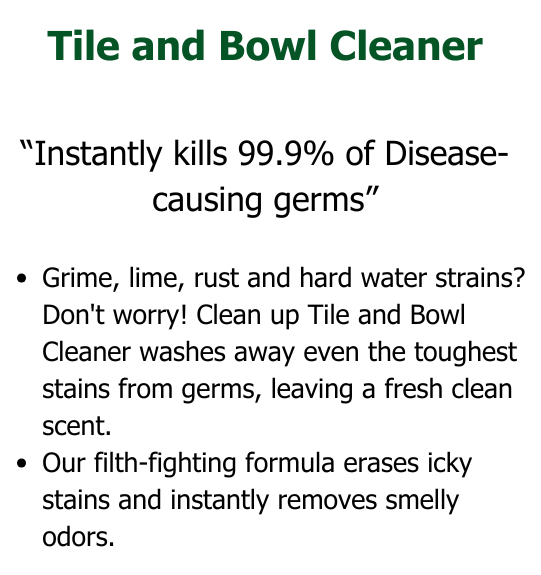 Tile and Bowl Cleaner
“Instantly kills 99.9% of Disease-
causing germs”
• Grime, lime, rust and hard water strains?
Don't worry! Clean up Tile and Bowl
Cleaner washes away even the toughest
stains from germs, leaving a fresh clean
scent.
• Our filth-fighting formula erases icky
stains and instantly removes smelly
odors.